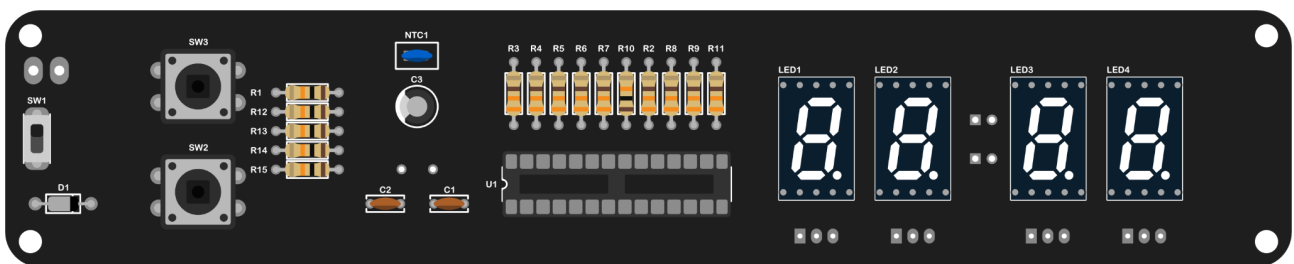 NTC1
SW3
R3 R4 R5 R6 R7 R10 R2 R8 R9 R11
LED1 LED2 LED3 LED4
C3
R1
SW1
R12
R13
SW2
R14
R15
U1
D1
C2 C1